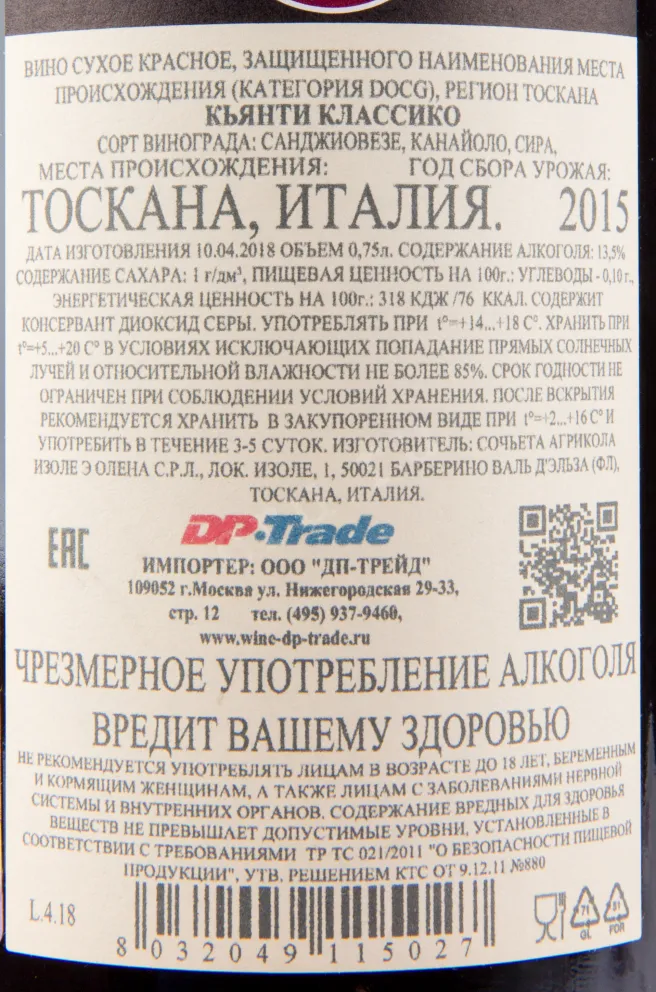 ВИНО СУХОЕ КРАСНОЕ, ЗАЩИЩЕННОГО НАИМЕНОВАНИЯ МЕСТА
ПРОИСХОЖДЕНИЯ (КАТЕГОРИЯ DOCG), РЕГИОН ТОСКАНА
КЬЯНТИ КЛАССИКО
СОРТ ВИНОГРАДА: САНДЖИОВЕЗЕ, КАНАЙОЛО, СИРА,
МЕСТА ПРОИСХОЖДЕНИЯ: ГОД СБОРА УРОЖАЯ:
ТОСКАНА, ИТАЛИЯ. 2015
ДАТА ИЗГОТОВЛЕНИЯ 10.04.2018 ОБЪЕМ 0,75л. СОДЕРЖАНИЕ АЛКОГОЛЯ: 13,5%
СОДЕРЖАНИЕ САХАРА: 1 г/дм³, ПИЩЕВАЯ ЦЕННОСТЬ НА 100г.: УГЛЕВОДЫ - 0,10 г.,
ЭНЕРГЕТИЧЕСКАЯ ЦЕННОСТЬ НА 100г.: 318 КДЖ /76 ККАЛ. СОДЕРЖИТ
КОНСЕРВАНТ ДИОКСИД СЕРЫ. УПОТРЕБЛЯТЬ ПРИ t°=+14...+18 С°. ХРАНИТЬ ПРИ
t°=+5...+20 С° В УСЛОВИЯХ ИСКЛЮЧАЮЩИХ ПОПАДАНИЕ ПРЯМЫХ СОЛНЕЧНЫХ
ЛУЧЕЙ И ОТНОСИТЕЛЬНОЙ ВЛАЖНОСТИ НЕ БОЛЕЕ 85%. СРОК ГОДНОСТИ НЕ
ОГРАНИЧЕН ПРИ СОБЛЮДЕНИИ УСЛОВИЙ ХРАНЕНИЯ. ПОСЛЕ ВСКРЫТИЯ
РЕКОМЕНДУЕТСЯ ХРАНИТЬ В ЗАКУПОРЕННОМ ВИДЕ ПРИ t°=+2...+16 С° И
УПОТРЕБИТЬ В ТЕЧЕНИЕ 3-5 СУТОК. ИЗГОТОВИТЕЛЬ: СОЧЬЕТА АГРИКОЛА
ИЗОЛЕ Э ОЛЕНА С.Р.Л., ЛОК. ИЗОЛЕ, 1, 50021 БАРБЕРИНО ВАЛЬ Д'ЭЛЬЗА (ФЛ),
ТОСКАНА, ИТАЛИЯ.
EAC
DP-Trade
ИМПОРТЕР: ООО "ДП-ТРЕЙД"
109052 г.Москва ул. Нижегородская 29-33,
стр. 12 тел. (495) 937-9460,
www.wine-dp-trade.ru
ЧРЕЗМЕРНОЕ УПОТРЕБЛЕНИЕ АЛКОГОЛЯ
ВРЕДИТ ВАШЕМУ ЗДОРОВЬЮ
НЕ РЕКОМЕНДУЕТСЯ УПОТРЕБЛЯТЬ ЛИЦАМ В ВОЗРАСТЕ ДО 18 ЛЕТ, БЕРЕМЕННЫМ
И КОРМЯЩИМ ЖЕНЩИНАМ, А ТАКЖЕ ЛИЦАМ С ЗАБОЛЕВАНИЯМИ НЕРВНОЙ
СИСТЕМЫ И ВНУТРЕННИХ ОРГАНОВ. СОДЕРЖАНИЕ ВРЕДНЫХ ДЛЯ ЗДОРОВЬЯ
ВЕЩЕСТВ НЕ ПРЕВЫШАЕТ ДОПУСТИМЫЕ УРОВНИ, УСТАНОВЛЕННЫЕ В
СООТВЕТСТВИИ С ТРЕБОВАНИЯМИ ТР ТС 021/2011 "О БЕЗОПАСНОСТИ ПИЩЕВОЙ
ПРОДУКЦИИ", УТВ. РЕШЕНИЕМ КТС ОТ 9.12.11 №880
L.4.18
8 032049 115027
71
GL
81
FOR